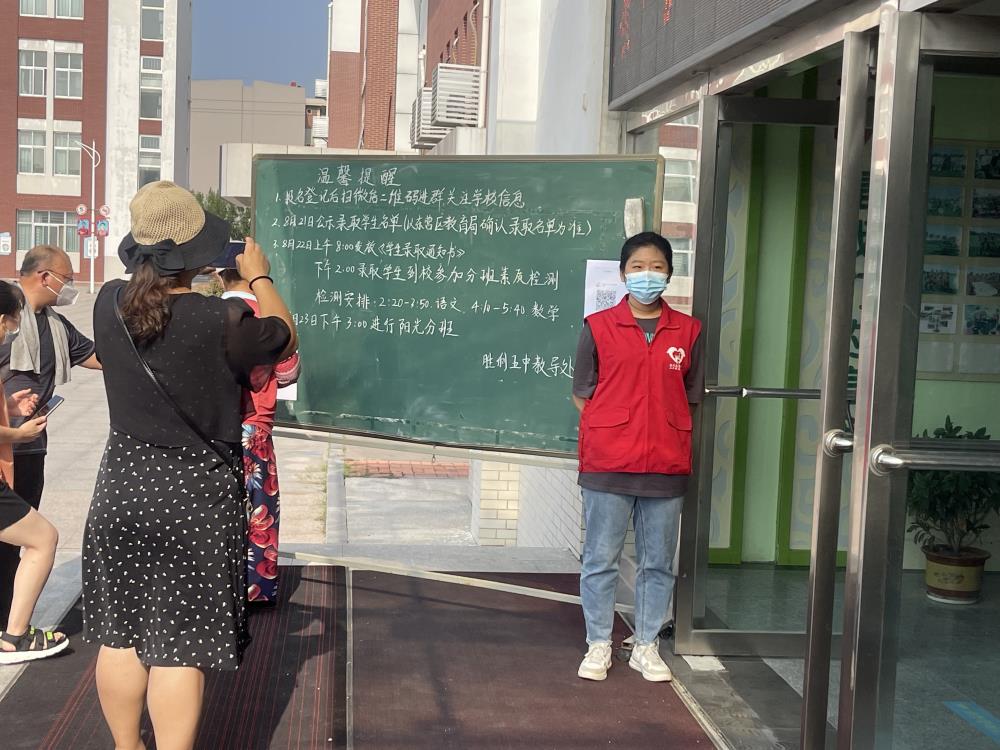 温馨提醒
1. 报名登记后扫微信二维码进群关注学校信息
2. 8月21日公示录取学生名单(以东营区教育局确认录取名单为准)
3. 8月22日上午8:00发放《学生录取通知书》
下午2:00录取学生到校参加分班素质检测
检测安排:2:20-3:50.语文 4:10-5:40 数学
月23日下午3:00进行阳光分班
胜利五中教导处